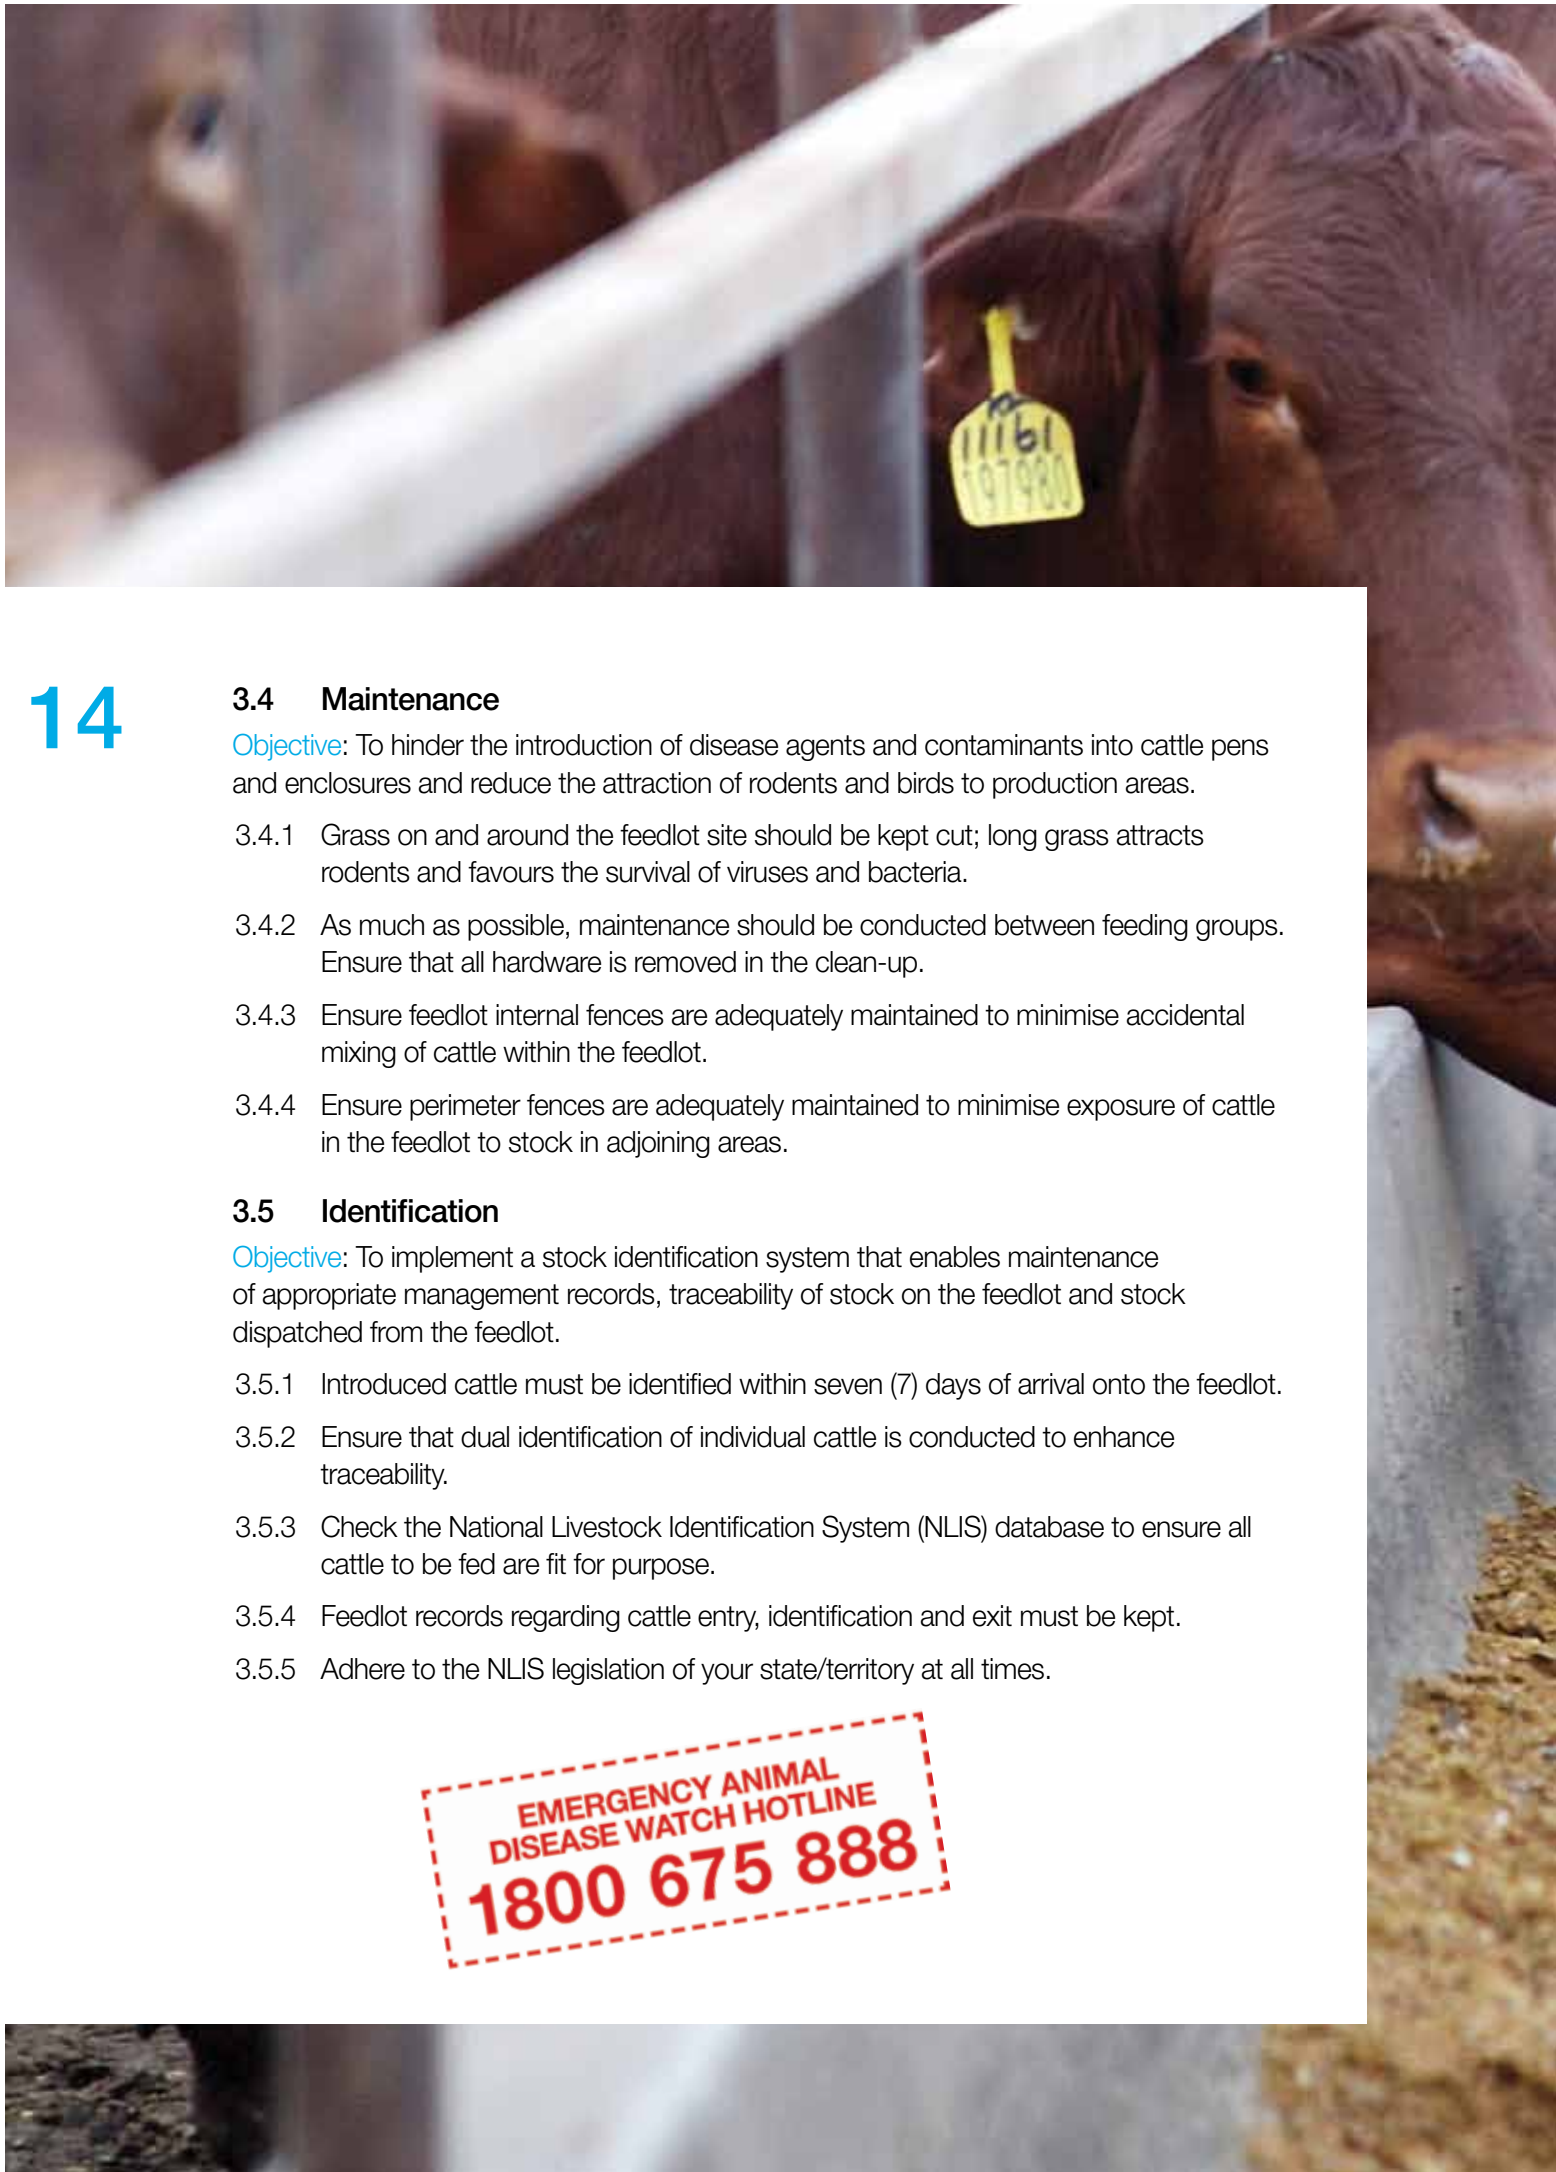 11161
197980
14
3.4 Maintenance
Objective: To hinder the introduction of disease agents and contaminants into cattle pens
and enclosures and reduce the attraction of rodents and birds to production areas.
3.4.1 Grass on and around the feedlot site should be kept cut; long grass attracts
rodents and favours the survival of viruses and bacteria.
3.4.2 As much as possible, maintenance should be conducted between feeding groups.
Ensure that all hardware is removed in the clean-up.
3.4.3 Ensure feedlot internal fences are adequately maintained to minimise accidental
mixing of cattle within the feedlot.
3.4.4 Ensure perimeter fences are adequately maintained to minimise exposure of cattle
in the feedlot to stock in adjoining areas.
3.5 Identification
Objective: To implement a stock identification system that enables maintenance
of appropriate management records, traceability of stock on the feedlot and stock
dispatched from the feedlot.
3.5.1 Introduced cattle must be identified within seven (7) days of arrival onto the feedlot.
3.5.2 Ensure that dual identification of individual cattle is conducted to enhance
traceability.
3.5.3 Check the National Livestock Identification System (NLIS) database to ensure all
cattle to be fed are fit for purpose.
3.5.4 Feedlot records regarding cattle entry, identification and exit must be kept.
3.5.5 Adhere to the NLIS legislation of your state/territory at all times.
EMERGENCY ANIMAL
DISEASE WATCH HOTLINE
1800 675 888